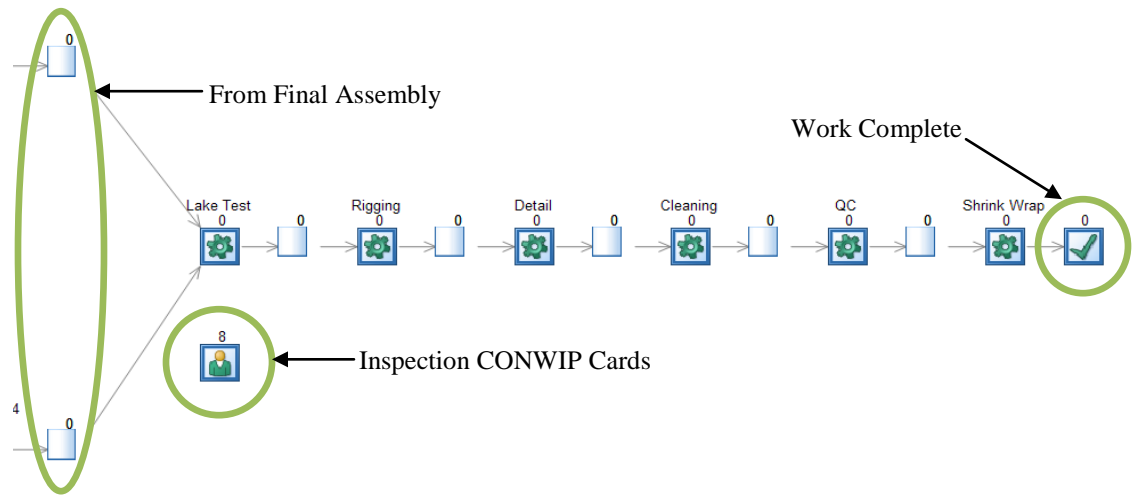 0
From Final Assembly
Work Complete
Lake Test
0
0
Rigging
0
0
Detail
0
0
Cleaning
0
0
QC
0
0
Shrink Wrap
0
0
8
Inspection CONWIP Cards
4
0